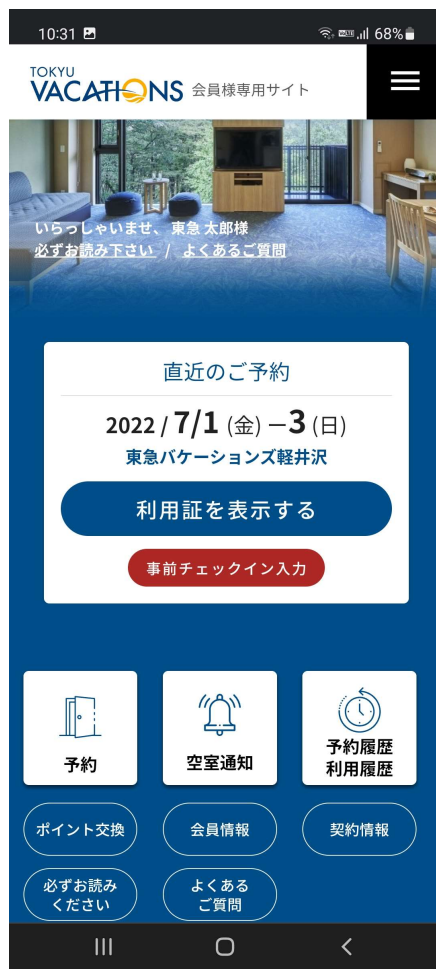 10:31 68%
TOKYU
VACATIONS 会員様専用サイト
いらっしゃいませ、東急 太郎様
必ずお読み下さい / よくあるご質問
直近のご予約
2022 / 7/1 (金) ー3 (日)
東急バケーションズ軽井沢
利用証を表示する
事前チェックイン入力
予約
空室通知
予約履歴
利用履歴
ポイント交換
会員情報
契約情報
必ずお読み
ください
よくある
ご質問